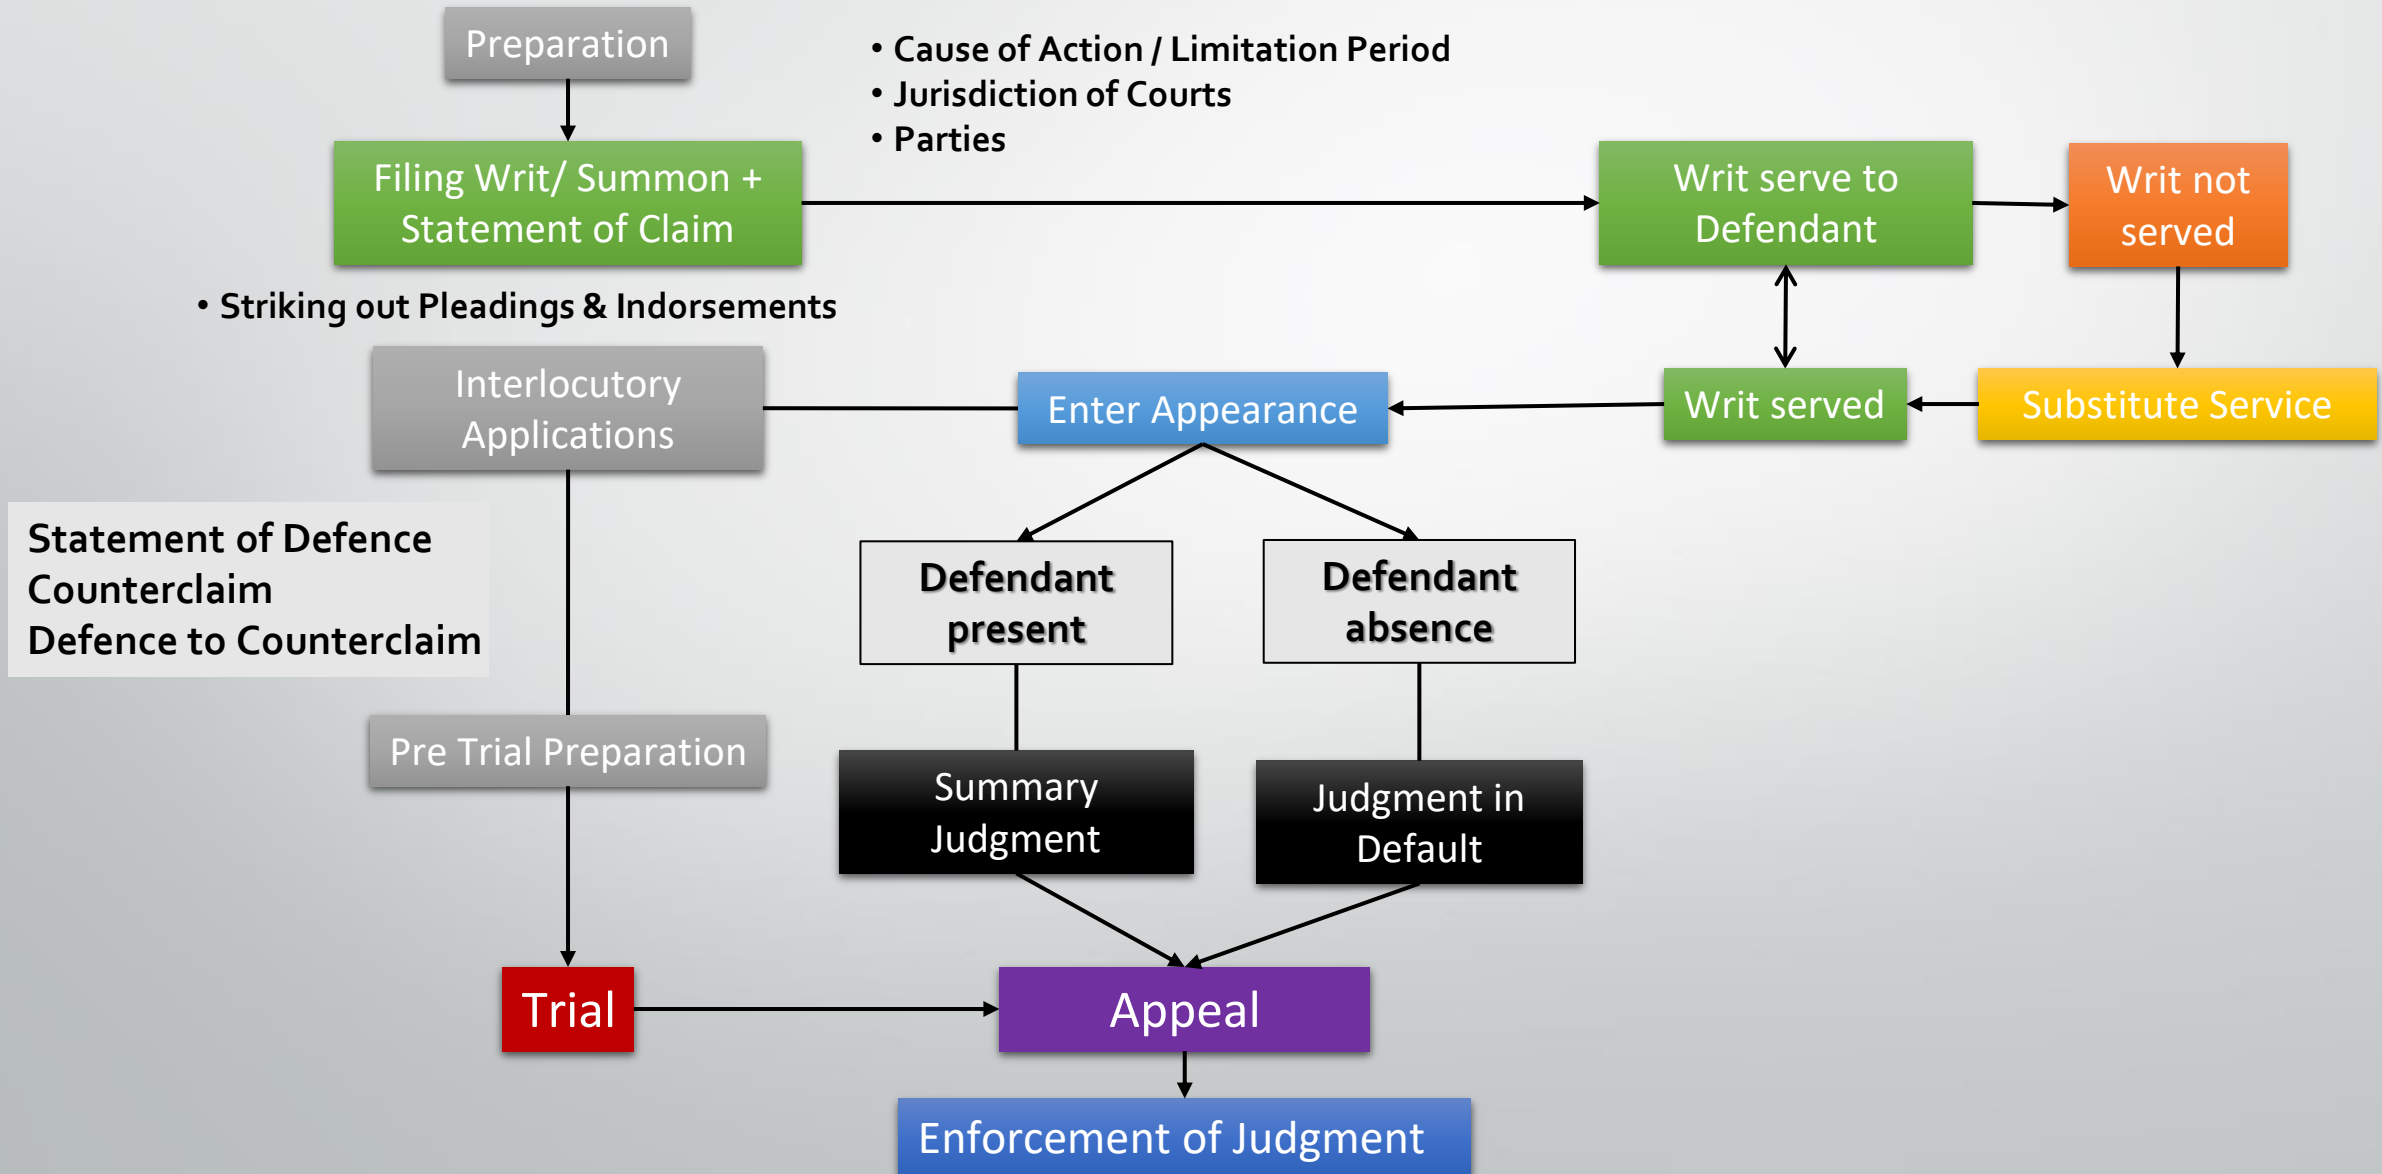 Preparation
• Cause of Action / Limitation Period
• Jurisdiction of Courts
• Parties
Filing Writ/ Summon +
Statement of Claim
Writ serve to
Defendant
Writ not
served
• Striking out Pleadings & Indorsements
Interlocutory
Applications
Enter Appearance
Writ served
Substitute Service
Statement of Defence
Counterclaim
Defence to Counterclaim
Defendant
present
Defendant
absence
Pre Trial Preparation
Summary
Judgment
Judgment in
Default
Trial
Appeal
Enforcement of Judgment